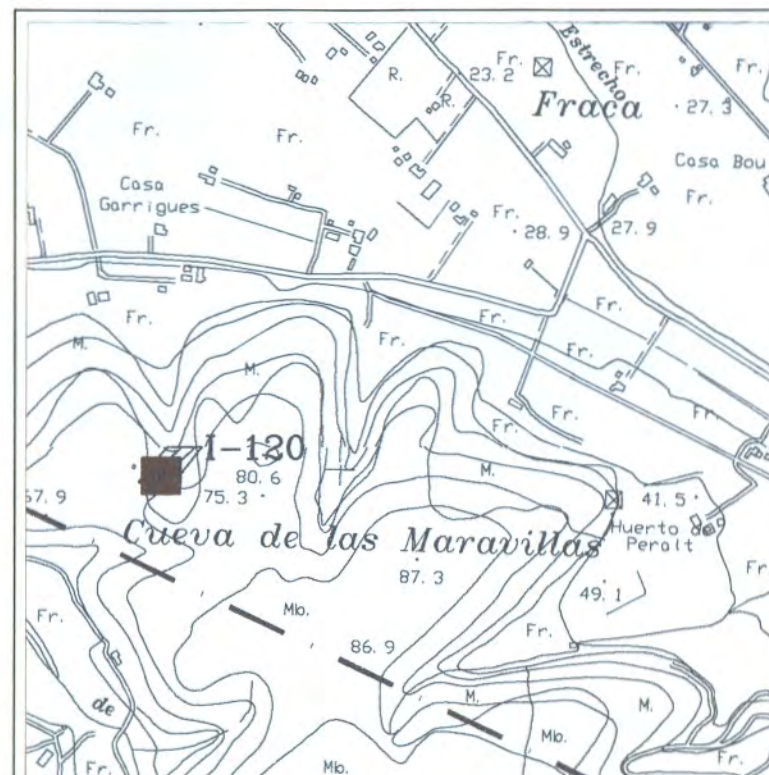 Estrecho
Fr.
23.2
Fr.
Fr.
R.
R.
Fraca
27.3
Fr.
Fr.
Casa Bou
Casa
Garrigues
Fr.
Fr.
28.9
27.9
Fr.
Fr.
Fr.
Fr.
Fr.
M.
Fr.
Fr.
I-120
80.6
M.
75.3
67.9
41.5
Cueva de las Maravillas
Huerto de
Peralt
87.3
49.1
Mb.
Fr.
Fr.
86.9
M.
M.
de
Mb.
Fr.
Mb.
Fr.